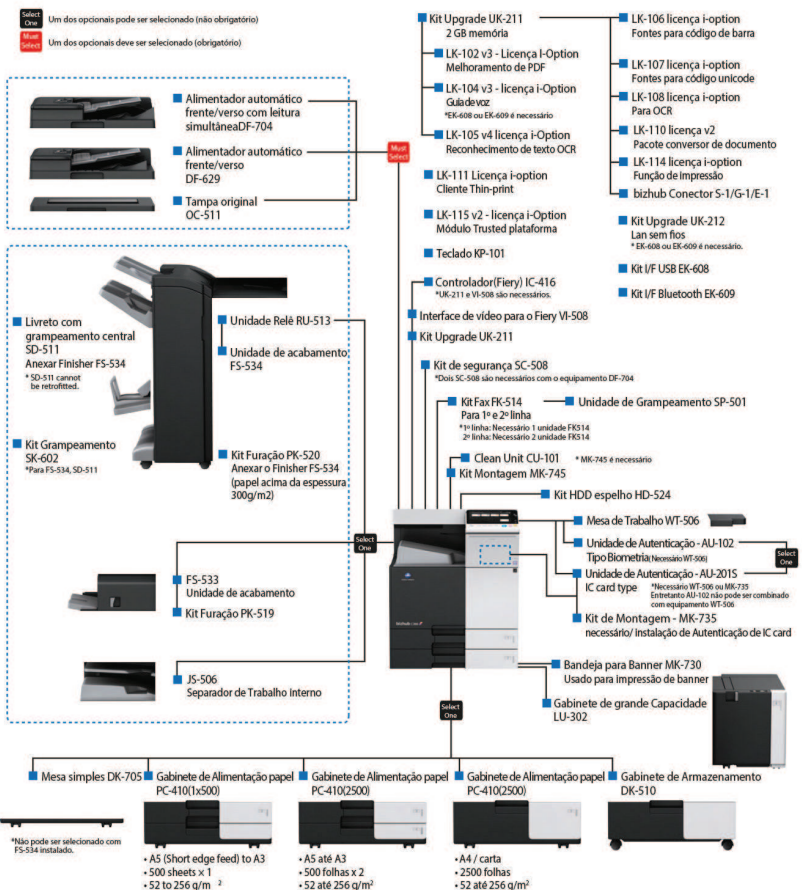 Select
One
Um dos opcionais pode ser selecionado (não obrigatório)
Must
Select
Um dos opcionais deve ser selecionado (obrigatório)
Alimentador automático
frente/verso com leitura
simultâneaDF-704
Alimentador automático
frente/verso
DF-629
Tampa original
OC-511
Must
Select
Kit Upgrade UK-211
2 GB memória
LK-102 v3 - Licença I-Option
Melhoramento de PDF
LK-104 v3 - licença i-Option
Guia de voz
*EK-608 ou EK-609 é necessário
LK-105 v4 licença i-Option
Reconhecimento de texto OCR
LK-111 Licença i-option
Cliente Thin-print
LK-115 v2 - licença i-Option
Módulo Trusted plataforma
Teclado KP-101
Controlador(Fiery) IC-416
*UK-211 e VI-508 são necessários.
Interface de vídeo para o Fiery VI-508
Kit Upgrade UK-211
LK-106 licença i-option
Fontes para código de barra
LK-107 licença i-option
Fontes para código unicode
LK-108 licença i-option
Para OCR
LK-110 licença v2
Pacote conversor de documento
LK-114 licença i-option
Função de impressão
bizhub Conector S-1/G-1/E-1
Kit Upgrade UK-212
Lan sem fios
* EK-608 ou EK-609 é necessário.
Kit I/F USB EK-608
Kit I/F Bluetooth EK-609
Livreto com
grampeamento central
SD-511
Anexar Finisher FS-534
* SD-511 cannot
be retrofitted.
Unidade Relê RU-513
Unidade de acabamento
FS-534
Kit Grampeamento
SK-602
*Para FS-534, SD-511
Kit Furação PK-520
Anexar o Finisher FS-534
(papel acima da espessura
300g/m2)
Kit de segurança SC-508
*Dois SC-508 são necessários com o equipamento DF-704
Kit Fax FK-514
Para 1º e 2º linha
*1º linha: Necessário 1 unidade FK514
2º linha: Necessário 2 unidade FK514
Unidade de Grampeamento SP-501
Clean Unit CU-101
* MK-745 é necessário
Kit Montagem MK-745
Kit HDD espelho HD-524
Select
One
FS-533
Unidade de acabamento
Kit Furação PK-519
JS-506
Separador de Trabalho interno
Mesa de Trabalho WT-506
Unidade de Autenticação - AU-102
Tipo Biometria(Necessário WT-506)
Select
One
Unidade de Autenticação - AU-201S
IC card type
*Necessário WT-506 ou MK-735
Entretanto AU-102 não pode ser combinado
com equipamento WT-506
Kit de Montagem - MK-735
necessário/ instalação de Autenticação de IC card
Bandeja para Banner MK-730
Usado para impressão de banner
Gabinete de grande Capacidade
LU-302
Select
One
Mesa simples DK-705
*Não pode ser selecionado com
FS-534 instalado.
Gabinete de Alimentação papel
PC-410(1x500)
• A5 (Short edge feed) to A3
• 500 sheets × 1
• 52 to 256 g/m 2
Gabinete de Alimentação papel
PC-410(2500)
• A5 até A3
• 500 folhas x 2
• 52 até 256 g/m²
Gabinete de Alimentação papel
PC-410(2500)
• A4 / carta
• 2500 folhas
• 52 até 256 g/m²
Gabinete de Armazenamento
DK-510